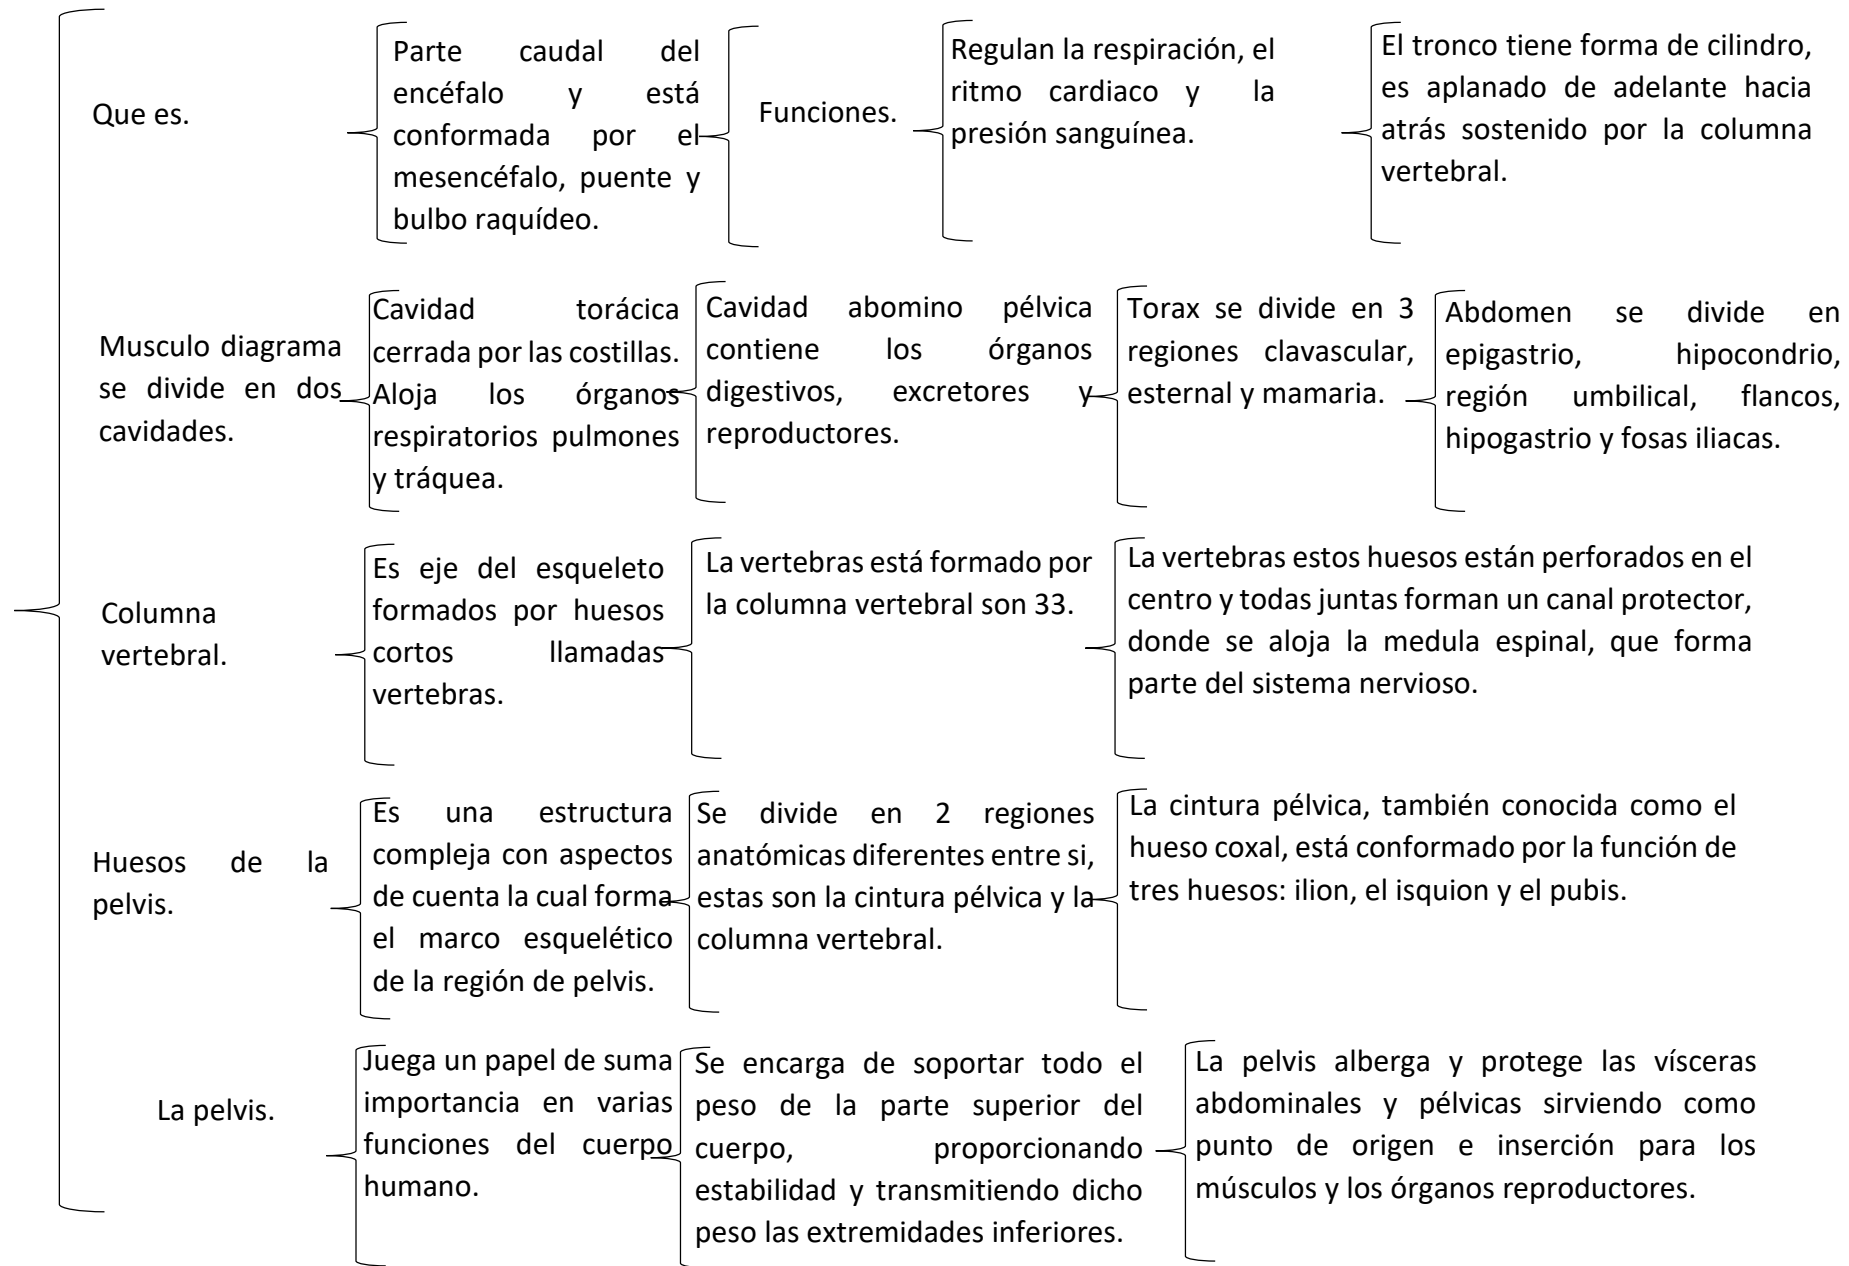 Que es.
Parte caudal del
encéfalo y está
conformada por el
mesencéfalo, puente y
bulbo raquídeo.
Funciones.
Regulan la respiración, el
ritmo cardiaco y la
presión sanguínea.
El tronco tiene forma de cilindro,
es aplanado de adelante hacia
atrás sostenido por la columna
vertebral.
Musculo diagrama
se divide en dos
cavidades.
Cavidad torácica
cerrada por las costillas.
Aloja los órganos
respiratorios pulmones
y tráquea.
Cavidad abomino pélvica
contiene los órganos
digestivos, excretores y
reproductores.
Torax se divide en 3
regiones clavascular,
esternal y mamaria.
Abdomen se divide en
epigastrio, hipocondrio,
región umbilical, flancos,
hipogastrio y fosas iliacas.
Columna
vertebral.
Es eje del esqueleto
formados por huesos
cortos llamadas
vertebras.
La vertebras está formado por
la columna vertebral son 33.
La vertebras estos huesos están perforados en el
centro y todas juntas forman un canal protector,
donde se aloja la medula espinal, que forma
parte del sistema nervioso.
Huesos de la
pelvis.
Es una estructura
compleja con aspectos
de cuenta la cual forma
el marco esquelético
de la región de pelvis.
Se divide en 2 regiones
anatómicas diferentes entre si,
estas son la cintura pélvica y la
columna vertebral.
La cintura pélvica, también conocida como el
hueso coxal, está conformado por la función de
tres huesos: ilion, el isquion y el pubis.
La pelvis.
Juega un papel de suma
importancia en varias
funciones del cuerpo
humano.
Se encarga de soportar todo el
peso de la parte superior del
cuerpo, proporcionando
estabilidad y transmitiendo dicho
peso las extremidades inferiores.
La pelvis alberga y protege las vísceras
abdominales y pélvicas sirviendo como
punto de origen e inserción para los
músculos y los órganos reproductores.